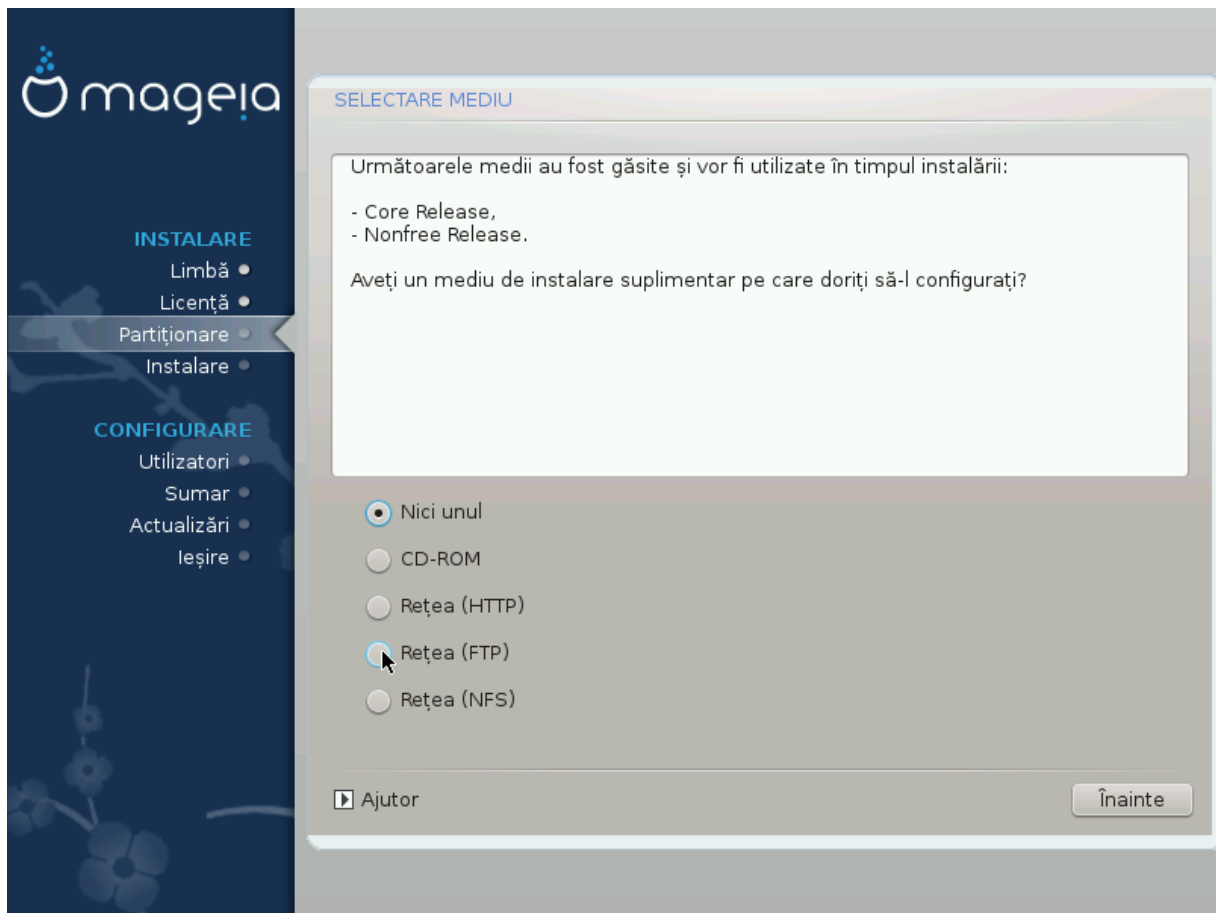 mageia
INSTALARE
Limbă
Licență
Partiționare
Instalare
CONFIGURARE
Utilizatori
Sumar
Actualizări
Ieșire
SELECTARE MEDIU
Următoarele medii au fost găsite și vor fi utilizate în timpul instalării:
- Core Release,
- Nonfree Release.
Aveți un mediu de instalare suplimentar pe care doriți să-l configurați?
Nici unul
CD-ROM
Rețea (HTTP)
Rețea (FTP)
Rețea (NFS)
Ajutor
Înainte